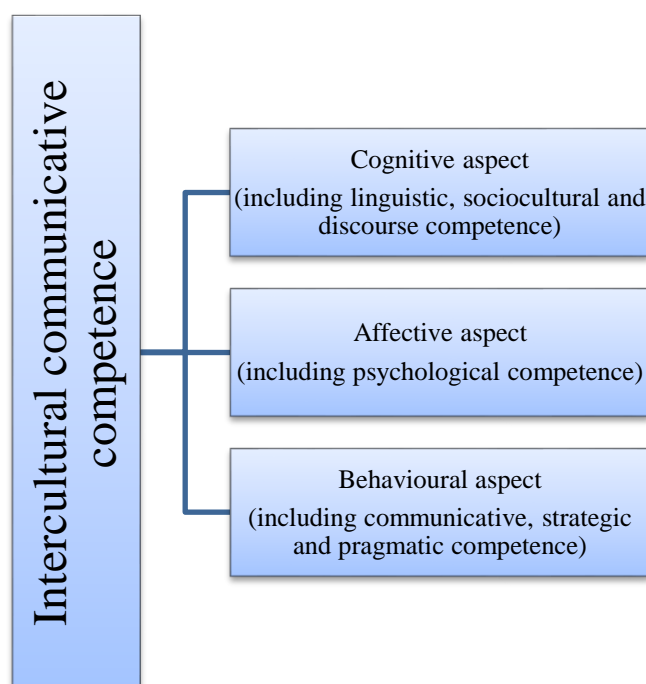 Intercultural communicative
competence
Cognitive aspect
(including linguistic, sociocultural and
discourse competence)
Affective aspect
(including psychological competence)
Behavioural aspect
(including communicative, strategic
and pragmatic competence)